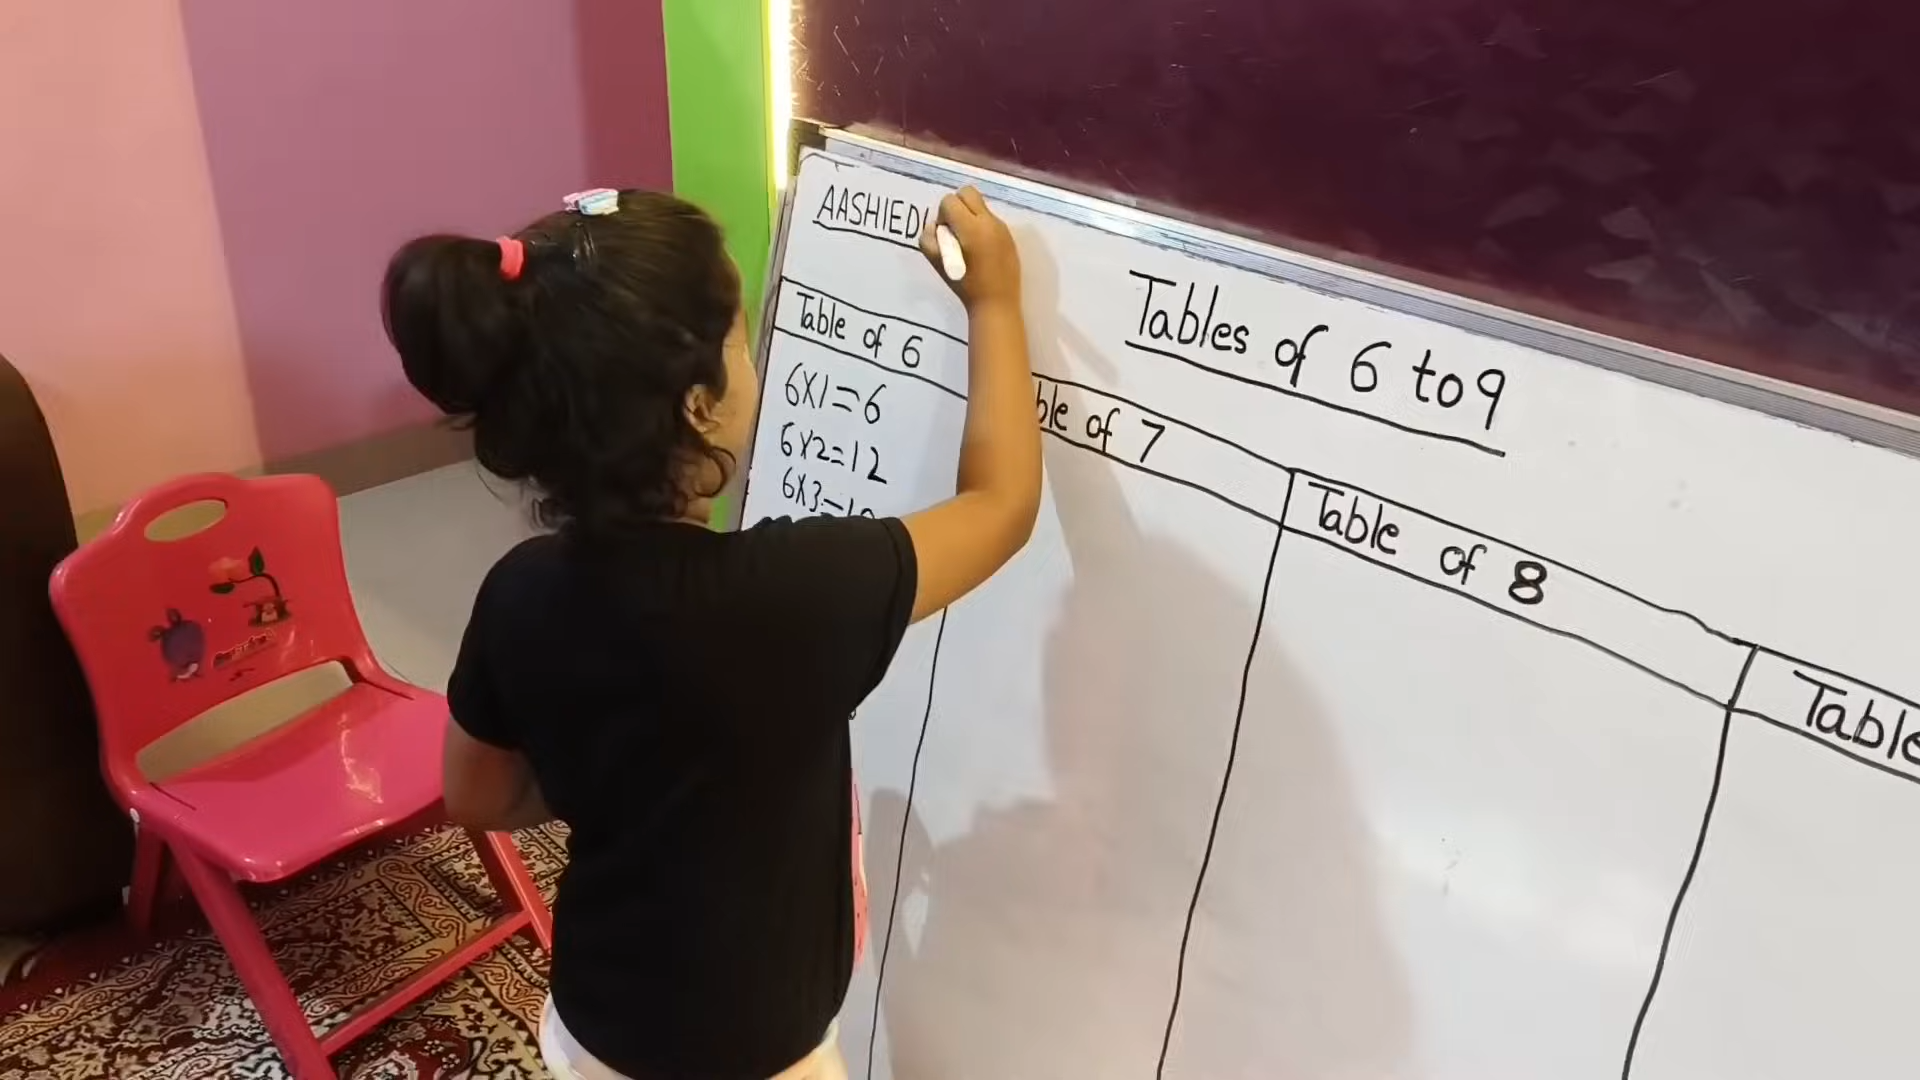 AASHIED
Tables of 6 to 9
Table of 6
6X1=6
6X2=12
6X3=1
of 7
Table of 8
Table